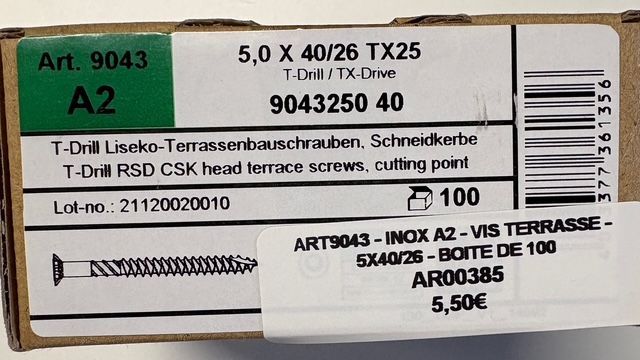 Art. 9043
A2
5,0 X 40/26 TX25
T-Drill / TX-Drive
9043250 40
T-Drill Liseko-Terrassenbauschrauben, Schneidkerbe
T-Drill RSD CSK head terrace screws, cutting point
Lot-no.: 21120020010
100
377361356
ART9043 - INOX A2 - VIS TERRASSE -
5X40/26 - BOITE DE 100
AR00385
5,50€